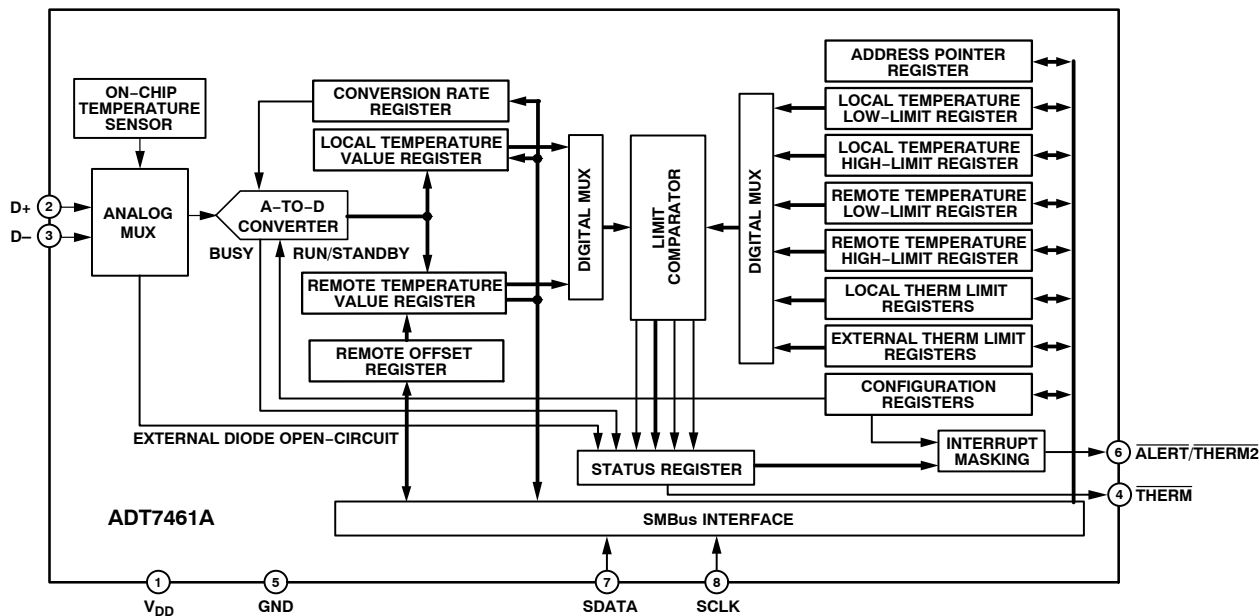 ON–CHIP
TEMPERATURE
SENSOR
D+
2
D–
3
ANALOG
MUX
A–TO–D
CONVERTER
BUSY
RUN/STANDBY
CONVERSION RATE
REGISTER
LOCAL TEMPERATURE
VALUE REGISTER
REMOTE TEMPERATURE
VALUE REGISTER
REMOTE OFFSET
REGISTER
EXTERNAL DIODE OPEN–CIRCUIT
DIGITAL MUX
LIMIT
COMPARATOR
DIGITAL MUX
ADDRESS POINTER
REGISTER
LOCAL TEMPERATURE
LOW–LIMIT REGISTER
LOCAL TEMPERATURE
HIGH–LIMIT REGISTER
REMOTE TEMPERATURE
LOW–LIMIT REGISTER
REMOTE TEMPERATURE
HIGH–LIMIT REGISTER
LOCAL THERM LIMIT
REGISTERS
EXTERNAL THERM LIMIT
REGISTERS
CONFIGURATION
REGISTERS
INTERRUPT
MASKING
STATUS REGISTER
6
ALERT/THERM2
4
THERM
SMBus INTERFACE
ADT7461A
1
VDD
5
GND
7
SDATA
8
SCLK